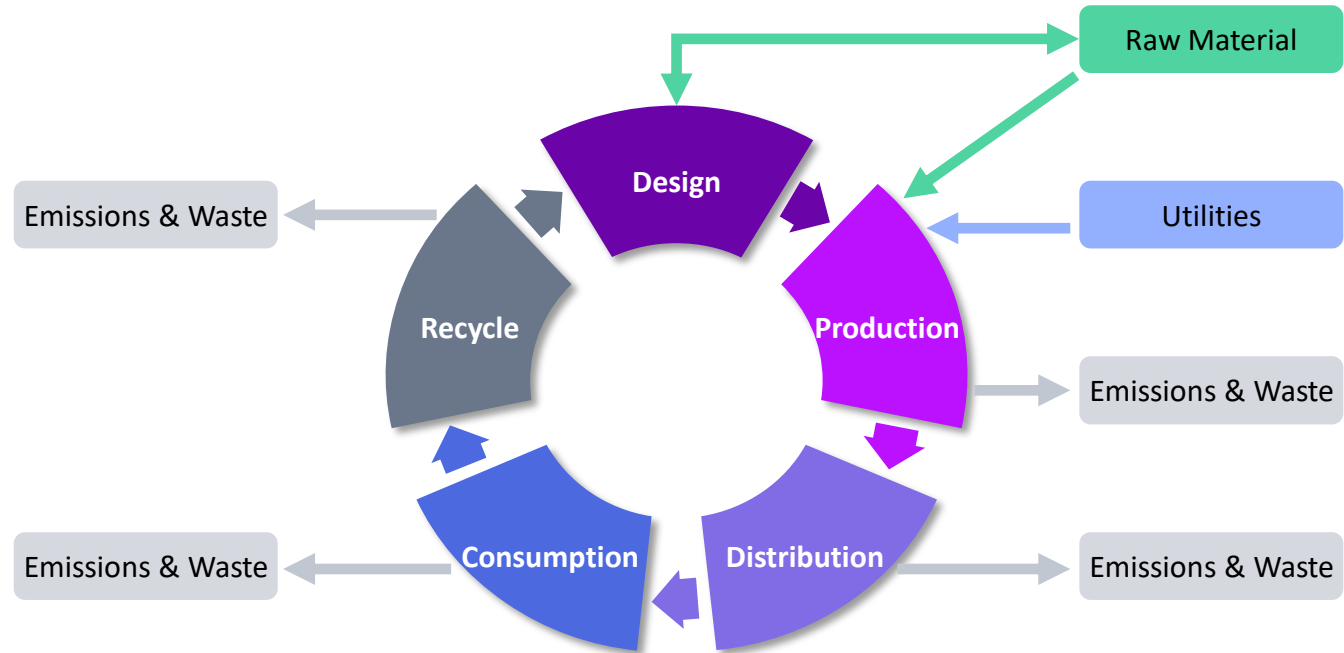 Raw Material
Design
Emissions & Waste
Utilities
Recycle
Production
Emissions & Waste
Emissions & Waste
Consumption
Distribution
Emissions & Waste